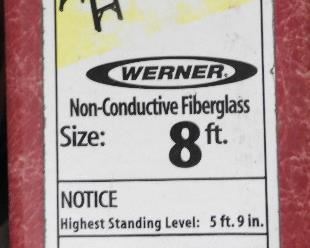 WERNER®
Non-Conductive Fiberglass
Size: 8 ft.
NOTICE
Highest Standing Level: 5 ft. 9 in.